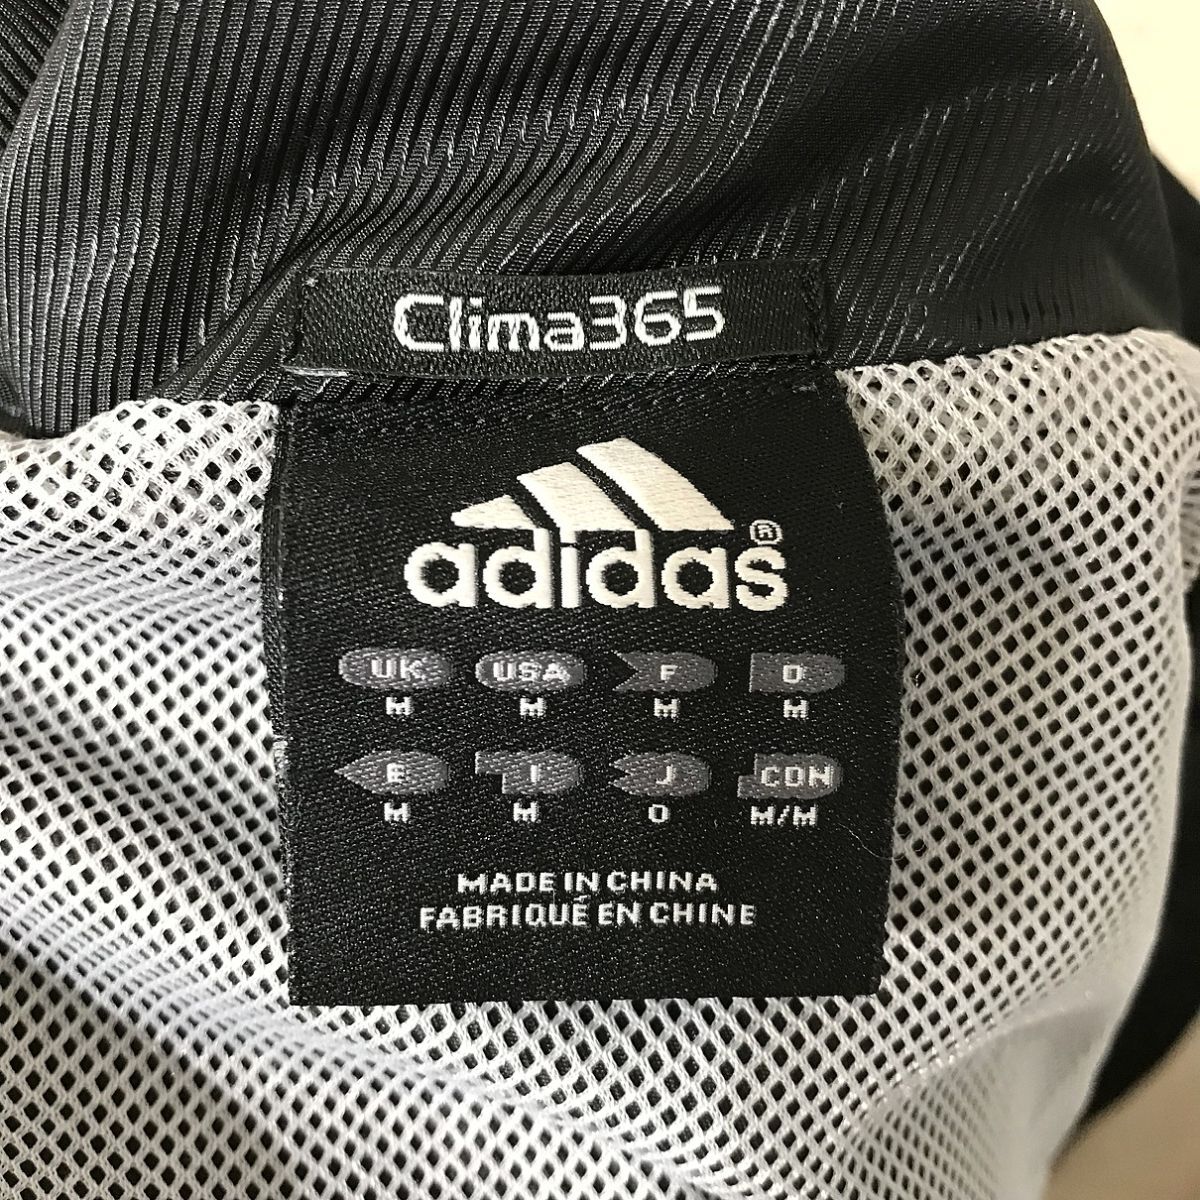 Clima365
adidas®
UK USA F D
M M M M
E I J CDN
M M O M/M
MADE IN CHINA
FABRIQUÉ EN CHINE